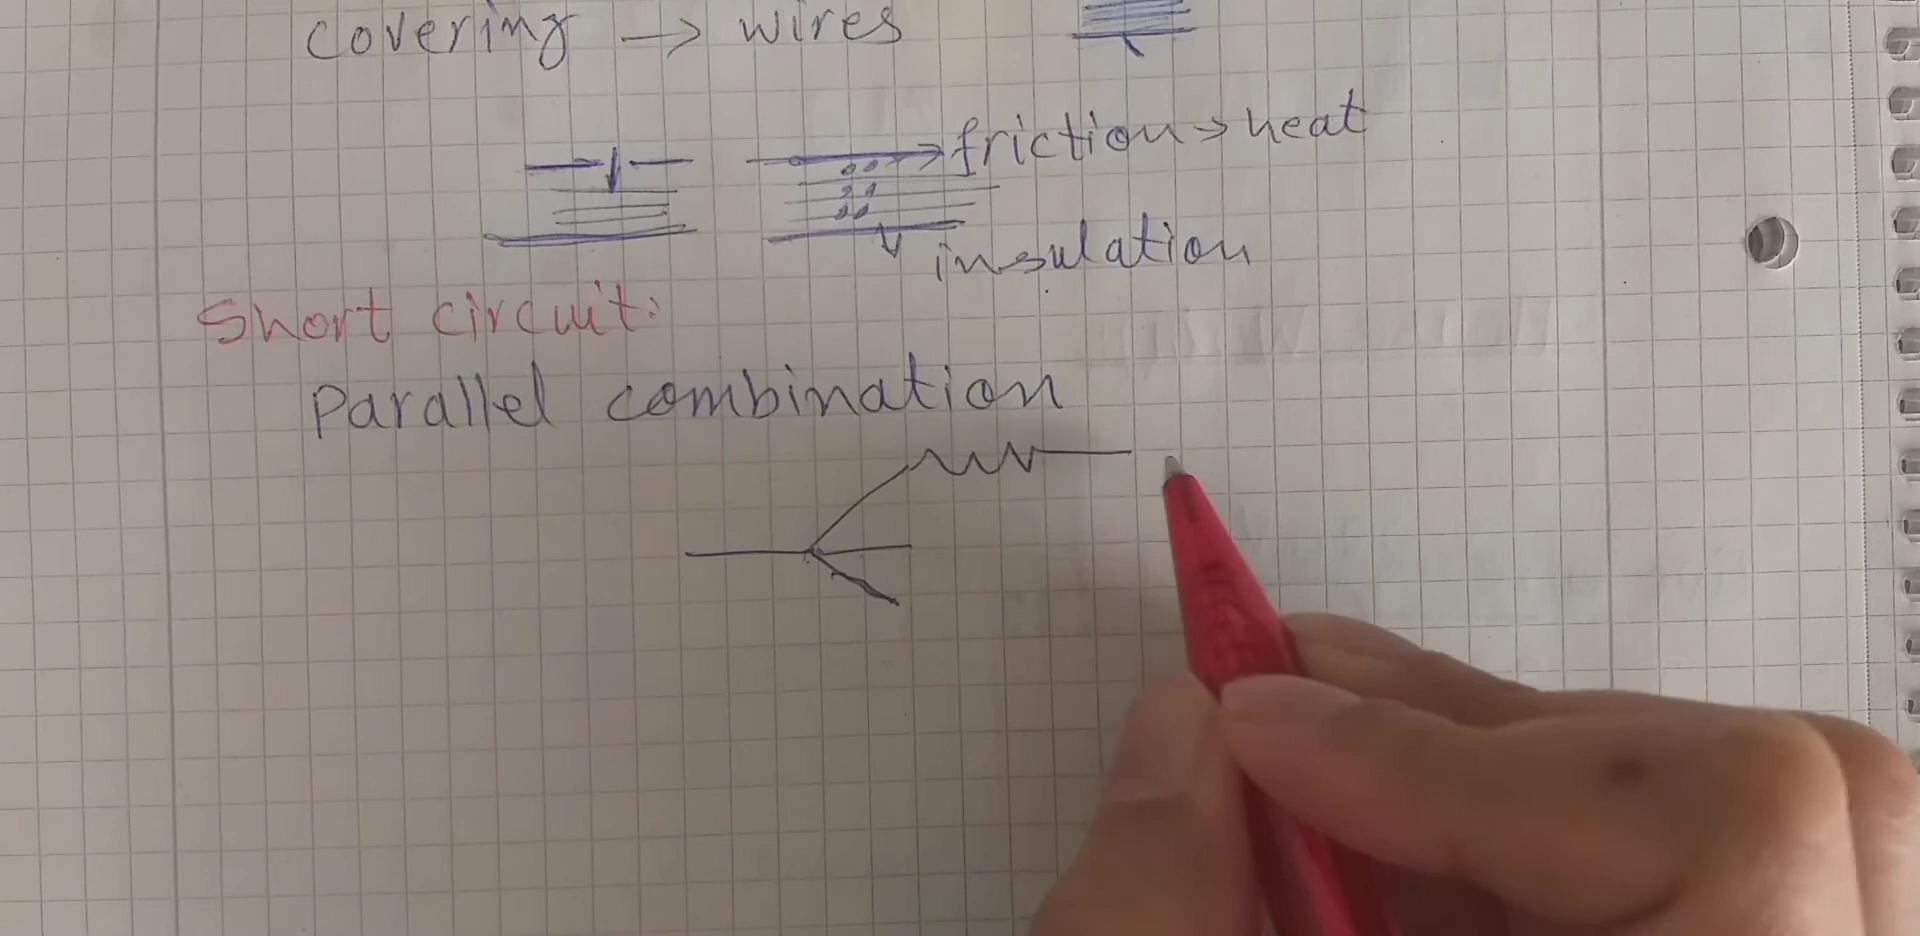 covering → wires
friction → heat
insulation
Short circuit:
Parallel combination